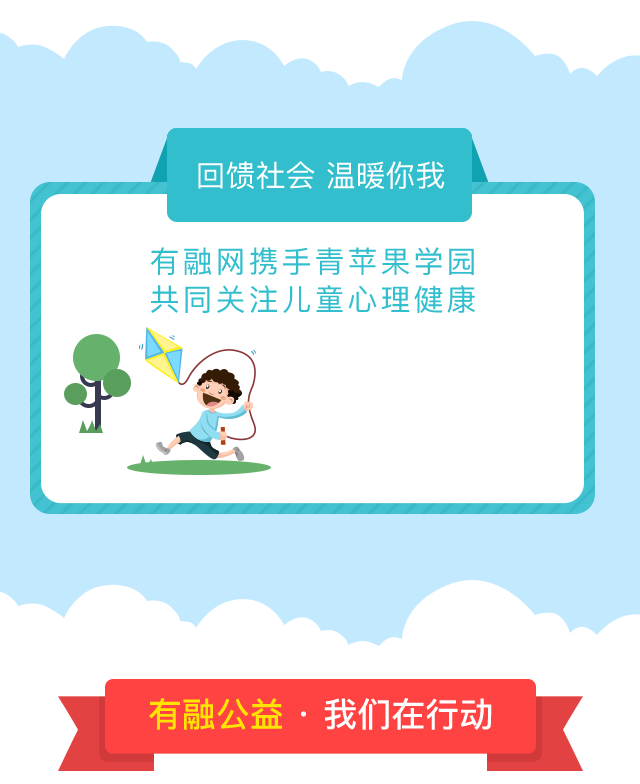 回馈社会 温暖你我
有融网携手青苹果学园
共同关注儿童心理健康
有融公益 · 我们在行动